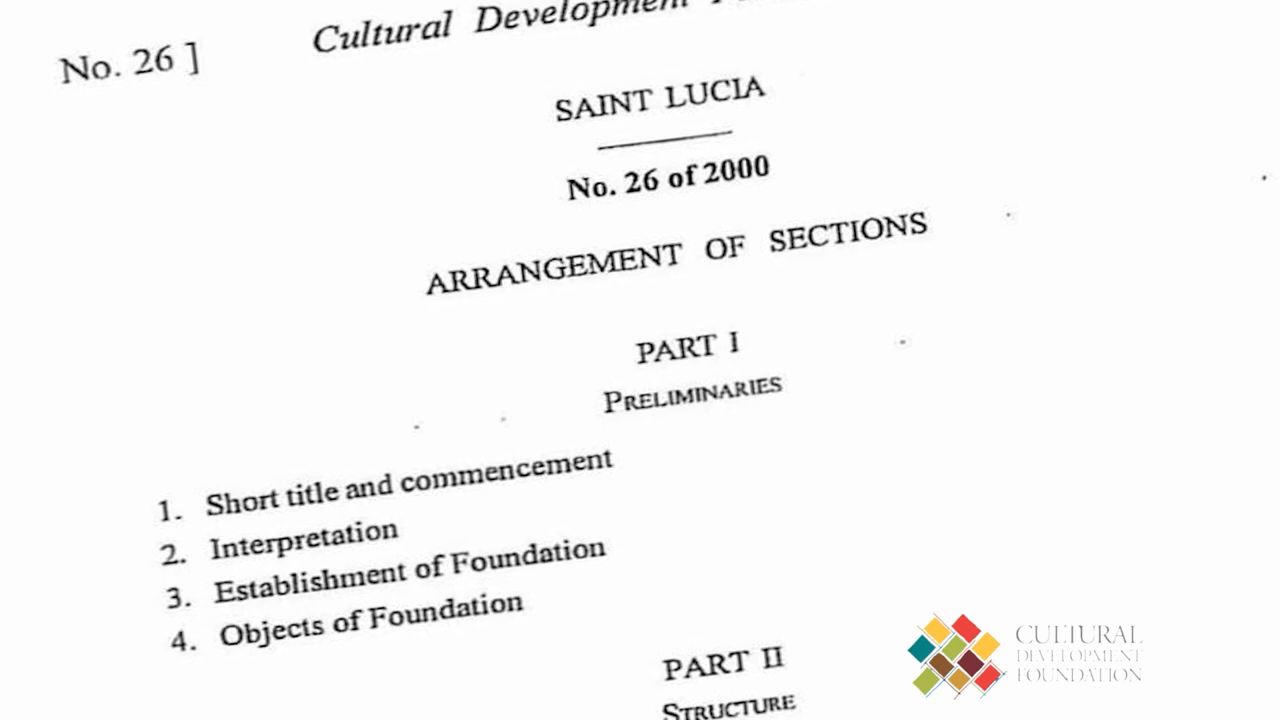 No. 26 ] Cultural Development
SAINT LUCIA
No. 26 of 2000
ARRANGEMENT OF SECTIONS
PART I
PRELIMINARIES
1. Short title and commencement
2. Interpretation
3. Establishment of Foundation
4. Objects of Foundation
PART II
STRUCTURE
CULTURAL
DEVELOPMENT
FOUNDATION